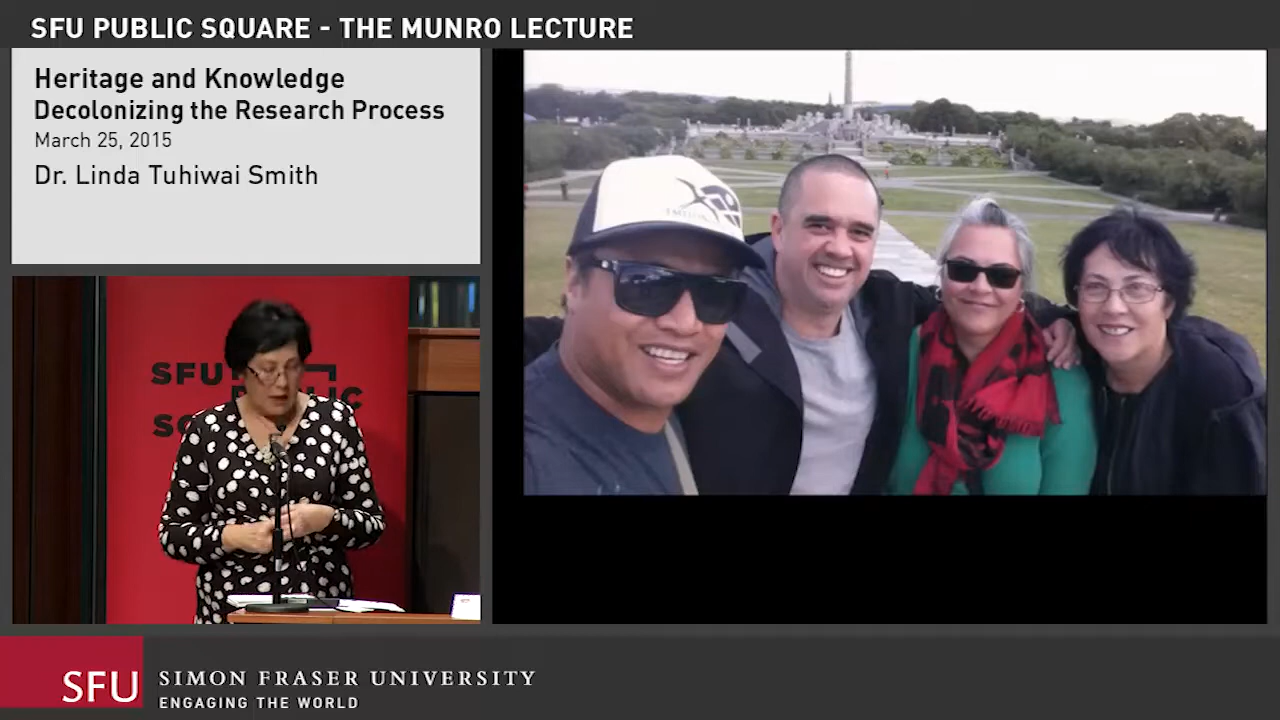 SFU PUBLIC SQUARE - THE MUNRO LECTURE
Heritage and Knowledge
Decolonizing the Research Process
March 25, 2015
Dr. Linda Tuhiwai Smith
SFU
SFU SIMON FRASER UNIVERSITY
ENGAGING THE WORLD